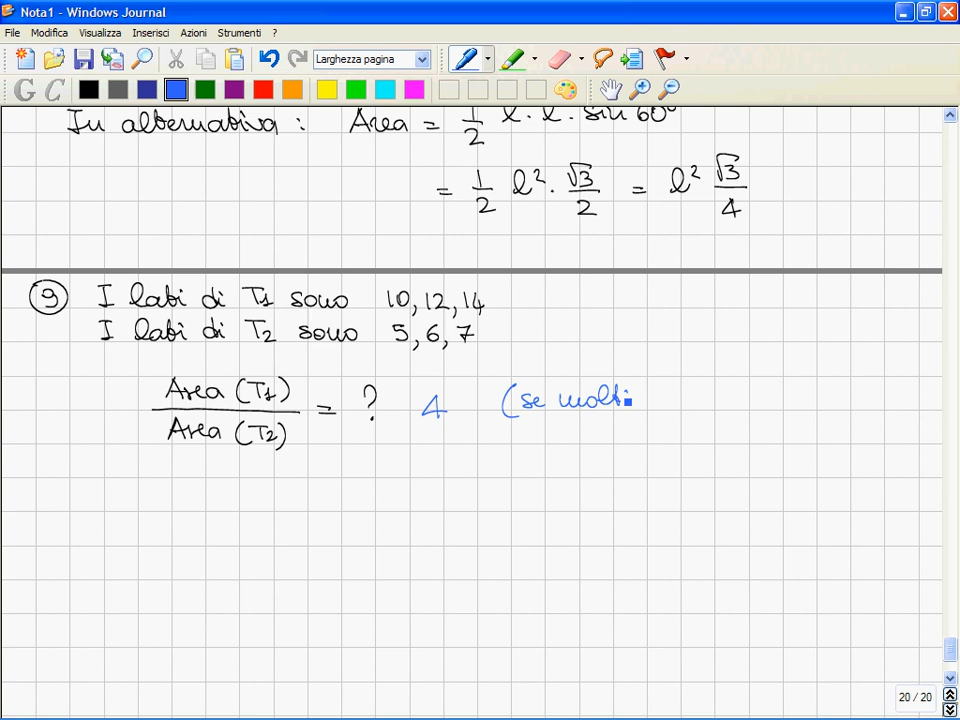 Nota1 - Windows Journal
File Modifica Visualizza Inserisci Azioni Strumenti ?
Larghezza pagina
In alternativa : Area = 1/2 l · l · sin 60°
= 1/2 l² · √3/2 = l² √3/4
9 I lati di T1 sono 10, 12, 14
I lati di T2 sono 5, 6, 7
Area (T1)/Area (T2) = ? 4 (se molti
20 / 20